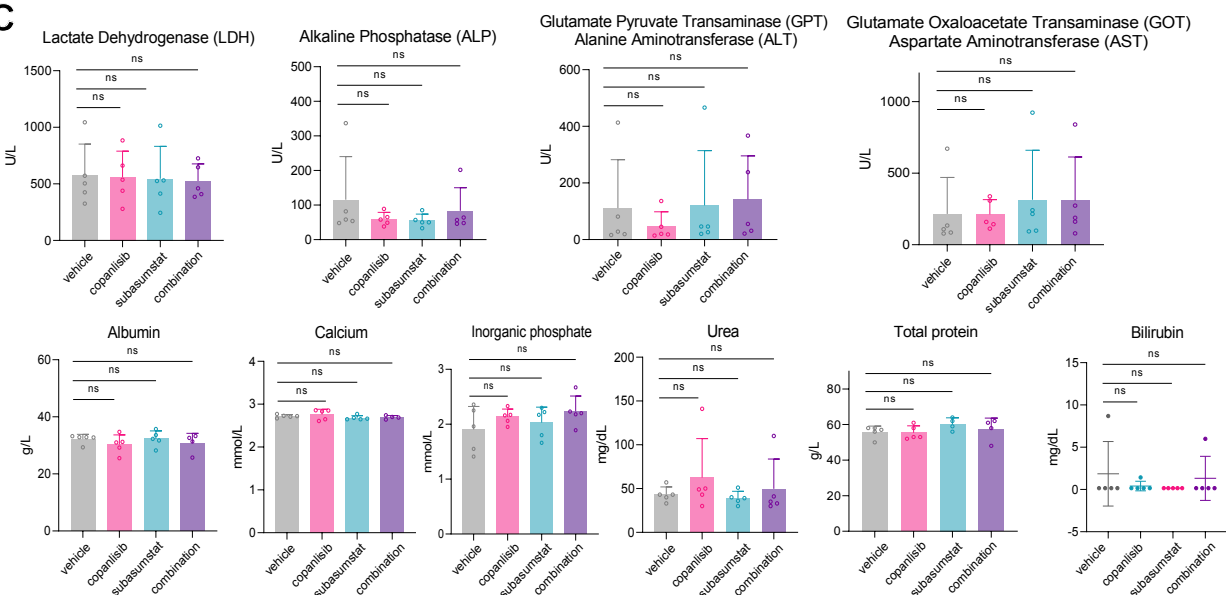 C
Lactate Dehydrogenase (LDH)
U/L
1500
1000
500
0
ns
ns
ns
vehicle
copanlisib
subasumstat
combination
Alkaline Phosphatase (ALP)
U/L
500
400
300
200
100
0
ns
ns
ns
vehicle
copanlisib
subasumstat
combination
Glutamate Pyruvate Transaminase (GPT)
Alanine Aminotransferase (ALT)
U/L
600
400
200
0
ns
ns
ns
vehicle
copanlisib
subasumstat
combination
Glutamate Oxaloacetate Transaminase (GOT)
Aspartate Aminotransferase (AST)
U/L
1000
500
0
ns
ns
ns
vehicle
copanlisib
subasumstat
combination
Albumin
g/L
60
40
20
0
ns
ns
ns
vehicle
copanlisib
subasumstat
combination
Calcium
mmol/L
4
3
2
1
0
ns
ns
ns
vehicle
copanlisib
subasumstat
combination
Inorganic phosphate
mmol/L
3
2
1
0
ns
ns
ns
vehicle
copanlisib
subasumstat
combination
Urea
mg/dL
200
150
100
50
0
ns
ns
ns
vehicle
copanlisib
subasumstat
combination
Total protein
g/L
80
60
40
20
0
ns
ns
ns
vehicle
copanlisib
subasumstat
combination
Bilirubin
mg/dL
15
10
5
0
-5
ns
ns
ns
vehicle
copanlisib
subasumstat
combination